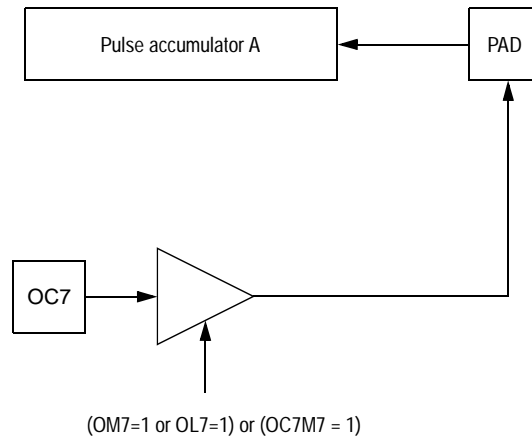 Pulse accumulator A
PAD
OC7
(OM7=1 or OL7=1) or (OC7M7 = 1)